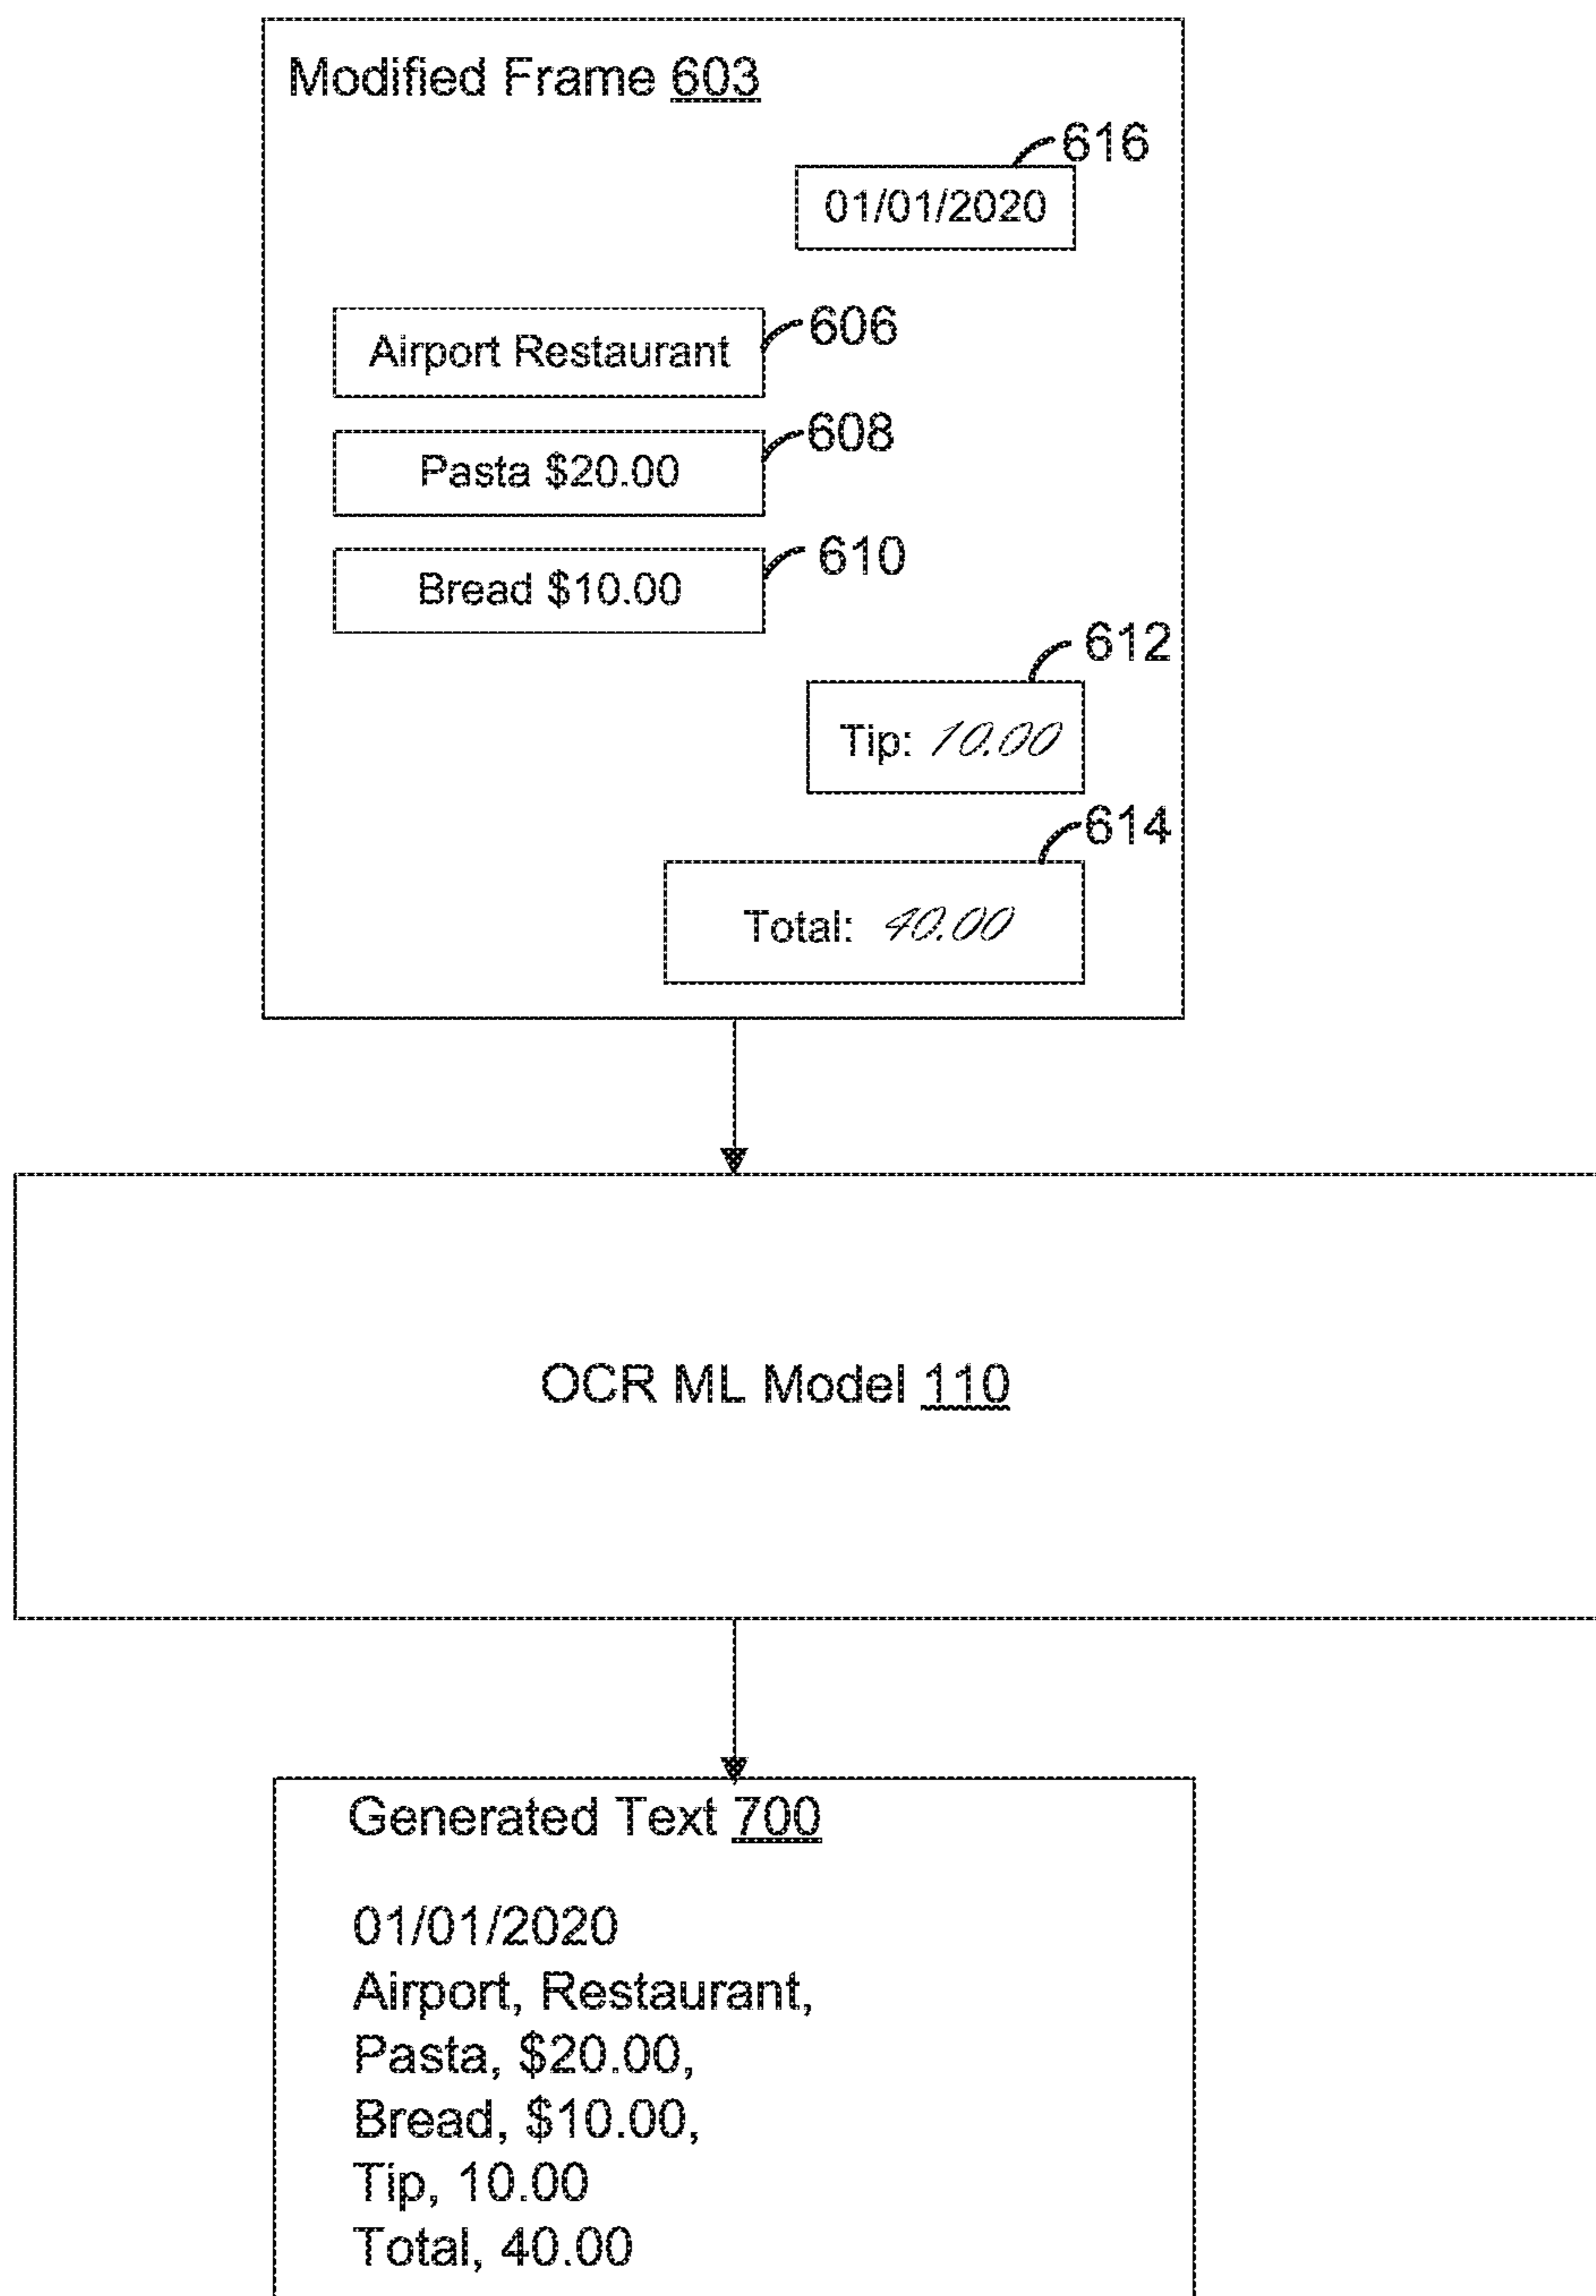 Modified Frame 603
616
01/01/2020
606
Airport Restaurant
608
Pasta $20.00
610
Bread $10.00
612
Tip: 10.00
614
Total: 40.00
OCR ML Model 110
Generated Text 700
01/01/2020
Airport, Restaurant,
Pasta, $20.00,
Bread, $10.00,
Tip, 10.00
Total, 40.00